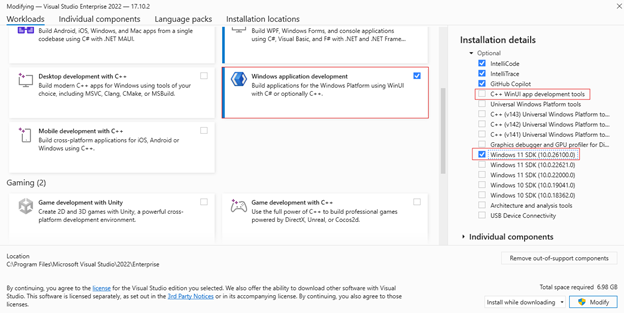 Modifying — Visual Studio Enterprise 2022 — 17.10.2
Workloads Individual components Language packs Installation locations
Build Android, iOS, Windows, and Mac apps from a
single codebase using C# with .NET MAUI.
Build WPF, Windows Forms, and console applications
using C#, Visual Basic, and F# with .NET and .NET Frame...
Desktop development with C++
Build modern C++ apps for Windows using tools of your
choice, including MSVC, Clang, CMake, or MSBuild.
Windows application development
Build applications for the Windows Platform using WinUI
with C# or optionally C++.
Mobile development with C++
Build cross-platform applications for iOS, Android or
Windows using C++.
Gaming (2)
Game development with Unity
Create 2D and 3D games with Unity, a powerful cross-
platform development environment.
Game development with C++
Use the full power of C++ to build professional games
powered by DirectX, Unreal, or Cocos2d.
Installation details
Optional
IntelliCode
IntelliTrace
GitHub Copilot
C++ WinUI app development tools
Universal Windows Platform tools
C++ (v143) Universal Windows Platform to...
C++ (v142) Universal Windows Platform to...
C++ (v141) Universal Windows Platform to...
Graphics debugger and GPU profiler for Di...
Windows 11 SDK (10.0.26100.0)
Windows 11 SDK (10.0.22621.0)
Windows 11 SDK (10.0.22000.0)
Windows 10 SDK (10.0.19041.0)
Windows 10 SDK (10.0.18362.0)
Architecture and analysis tools
USB Device Connectivity
Individual components
Location
C:\Program Files\Microsoft Visual Studio\2022\Enterprise
Remove out-of-support components
By continuing, you agree to the license for the Visual Studio edition you selected. We also offer the ability to download other software with Visual
Studio. This software is licensed separately, as set out in the 3rd Party Notices or in its accompanying license. By continuing, you also agree to those
licenses.
Total space required 6.98 GB
Install while downloading
Modify